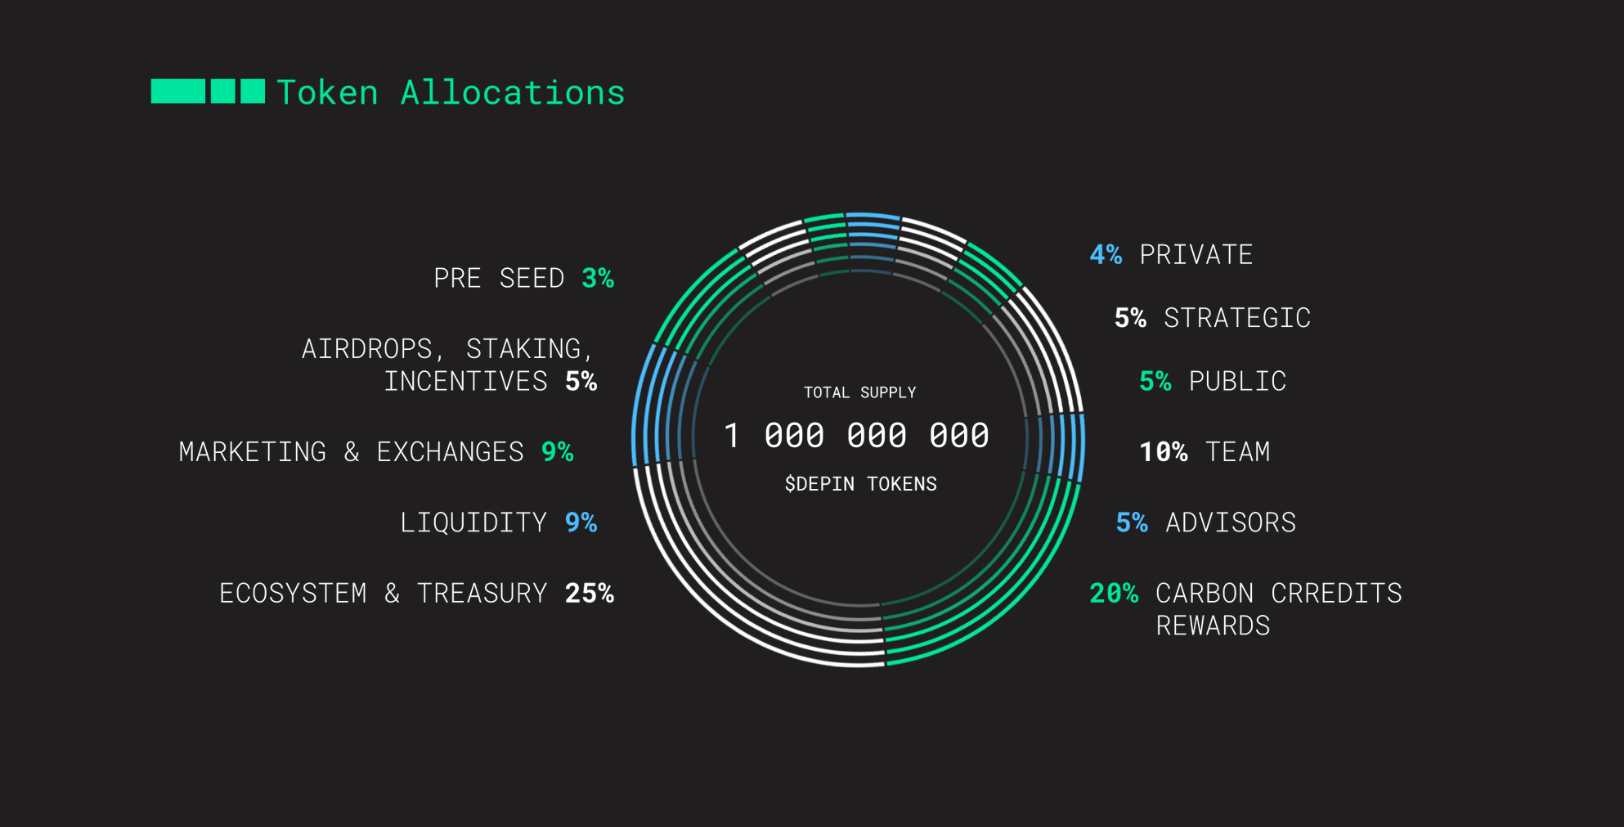 Token Allocations
PRE SEED 3%
AIRDROPS, STAKING,
INCENTIVES 5%
MARKETING & EXCHANGES 9%
LIQUIDITY 9%
ECOSYSTEM & TREASURY 25%
TOTAL SUPPLY
1 000 000 000
$DEPIN TOKENS
4% PRIVATE
5% STRATEGIC
5% PUBLIC
10% TEAM
5% ADVISORS
20% CARBON CRREDITS
REWARDS